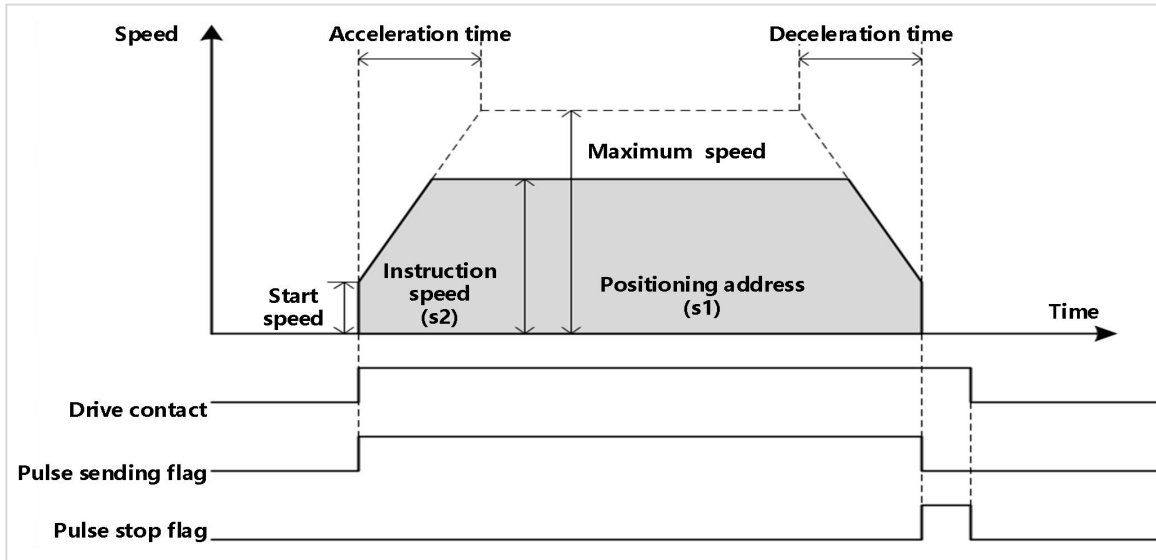 Speed
Acceleration time
Deceleration time
Maximum speed
Instruction
speed
(s2)
Positioning address
(s1)
Start
speed
Time
Drive contact
Pulse sending flag
Pulse stop flag